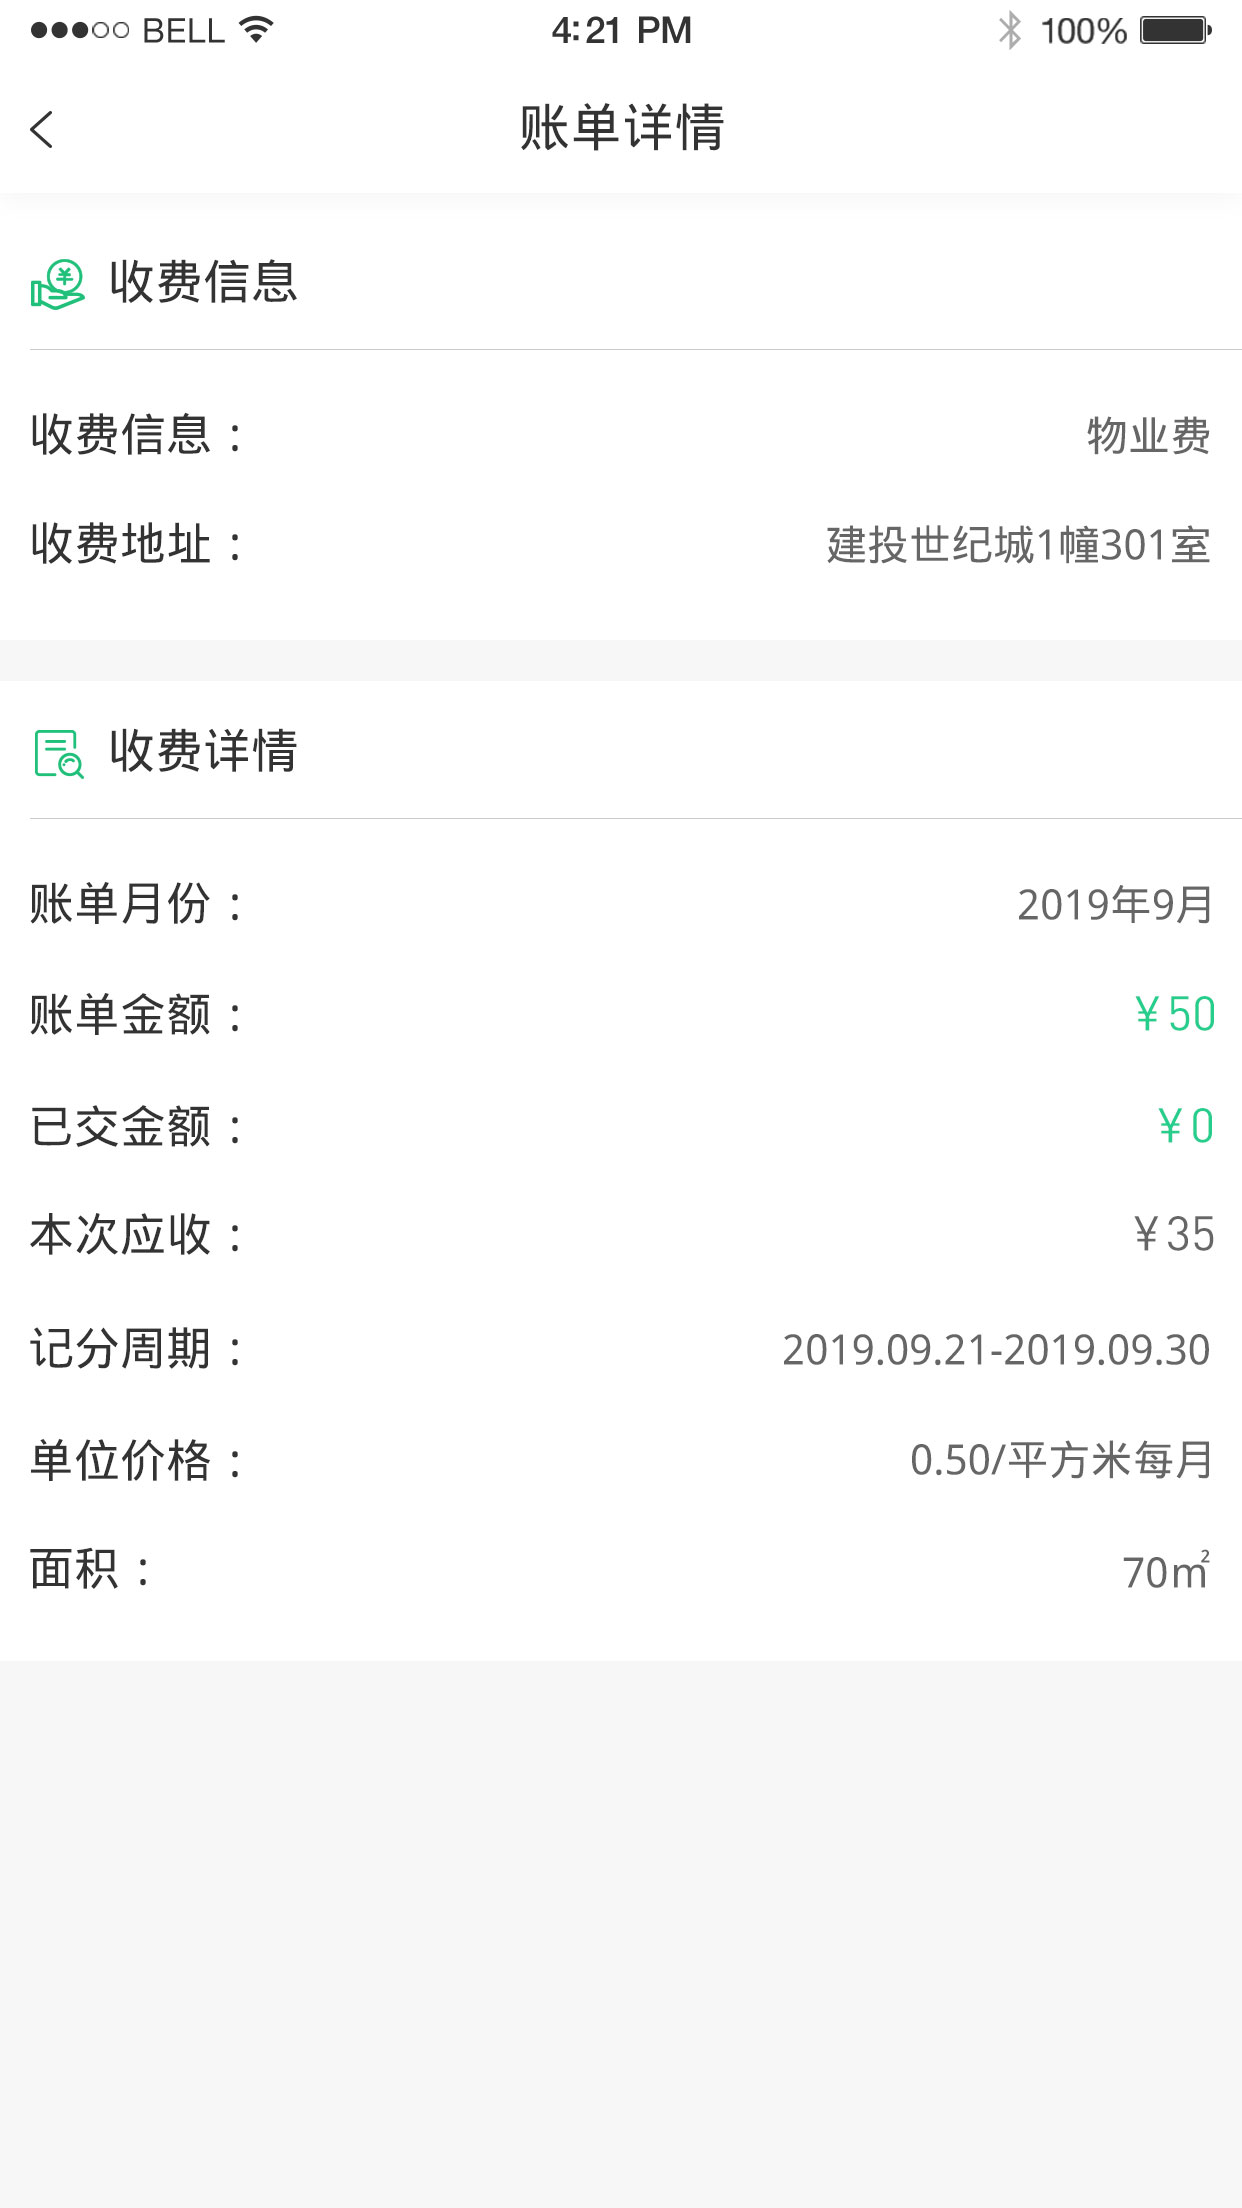 BELL 4:21 PM 100%
账单详情
收费信息
收费信息： 物业费
收费地址： 建投世纪城1幢301室
收费详情
账单月份： 2019年9月
账单金额： ¥50
已交金额： ¥0
本次应收： ¥35
记分周期： 2019.09.21-2019.09.30
单位价格： 0.50/平方米每月
面积： 70㎡